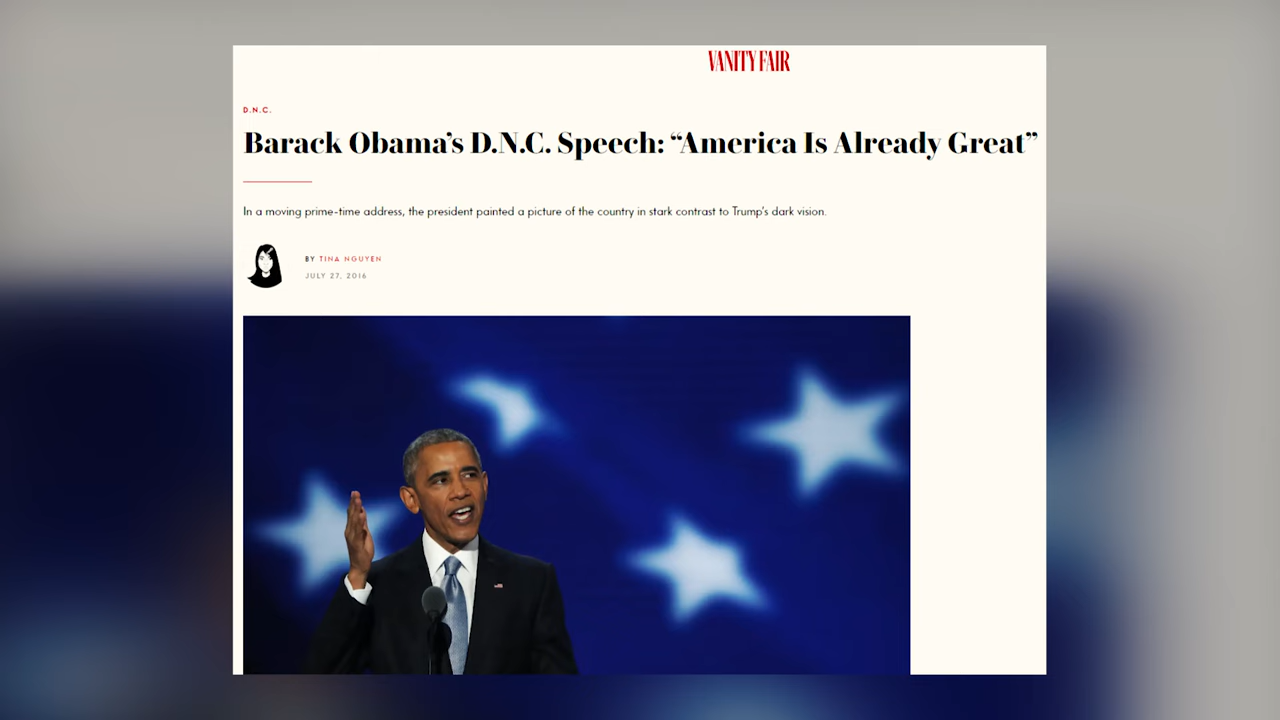 VANITY FAIR
D.N.C.
Barack Obama’s D.N.C. Speech: “America Is Already Great”
In a moving prime-time address, the president painted a picture of the country in stark contrast to Trump’s dark vision.
BY TINA NGUYEN
JULY 27, 2016